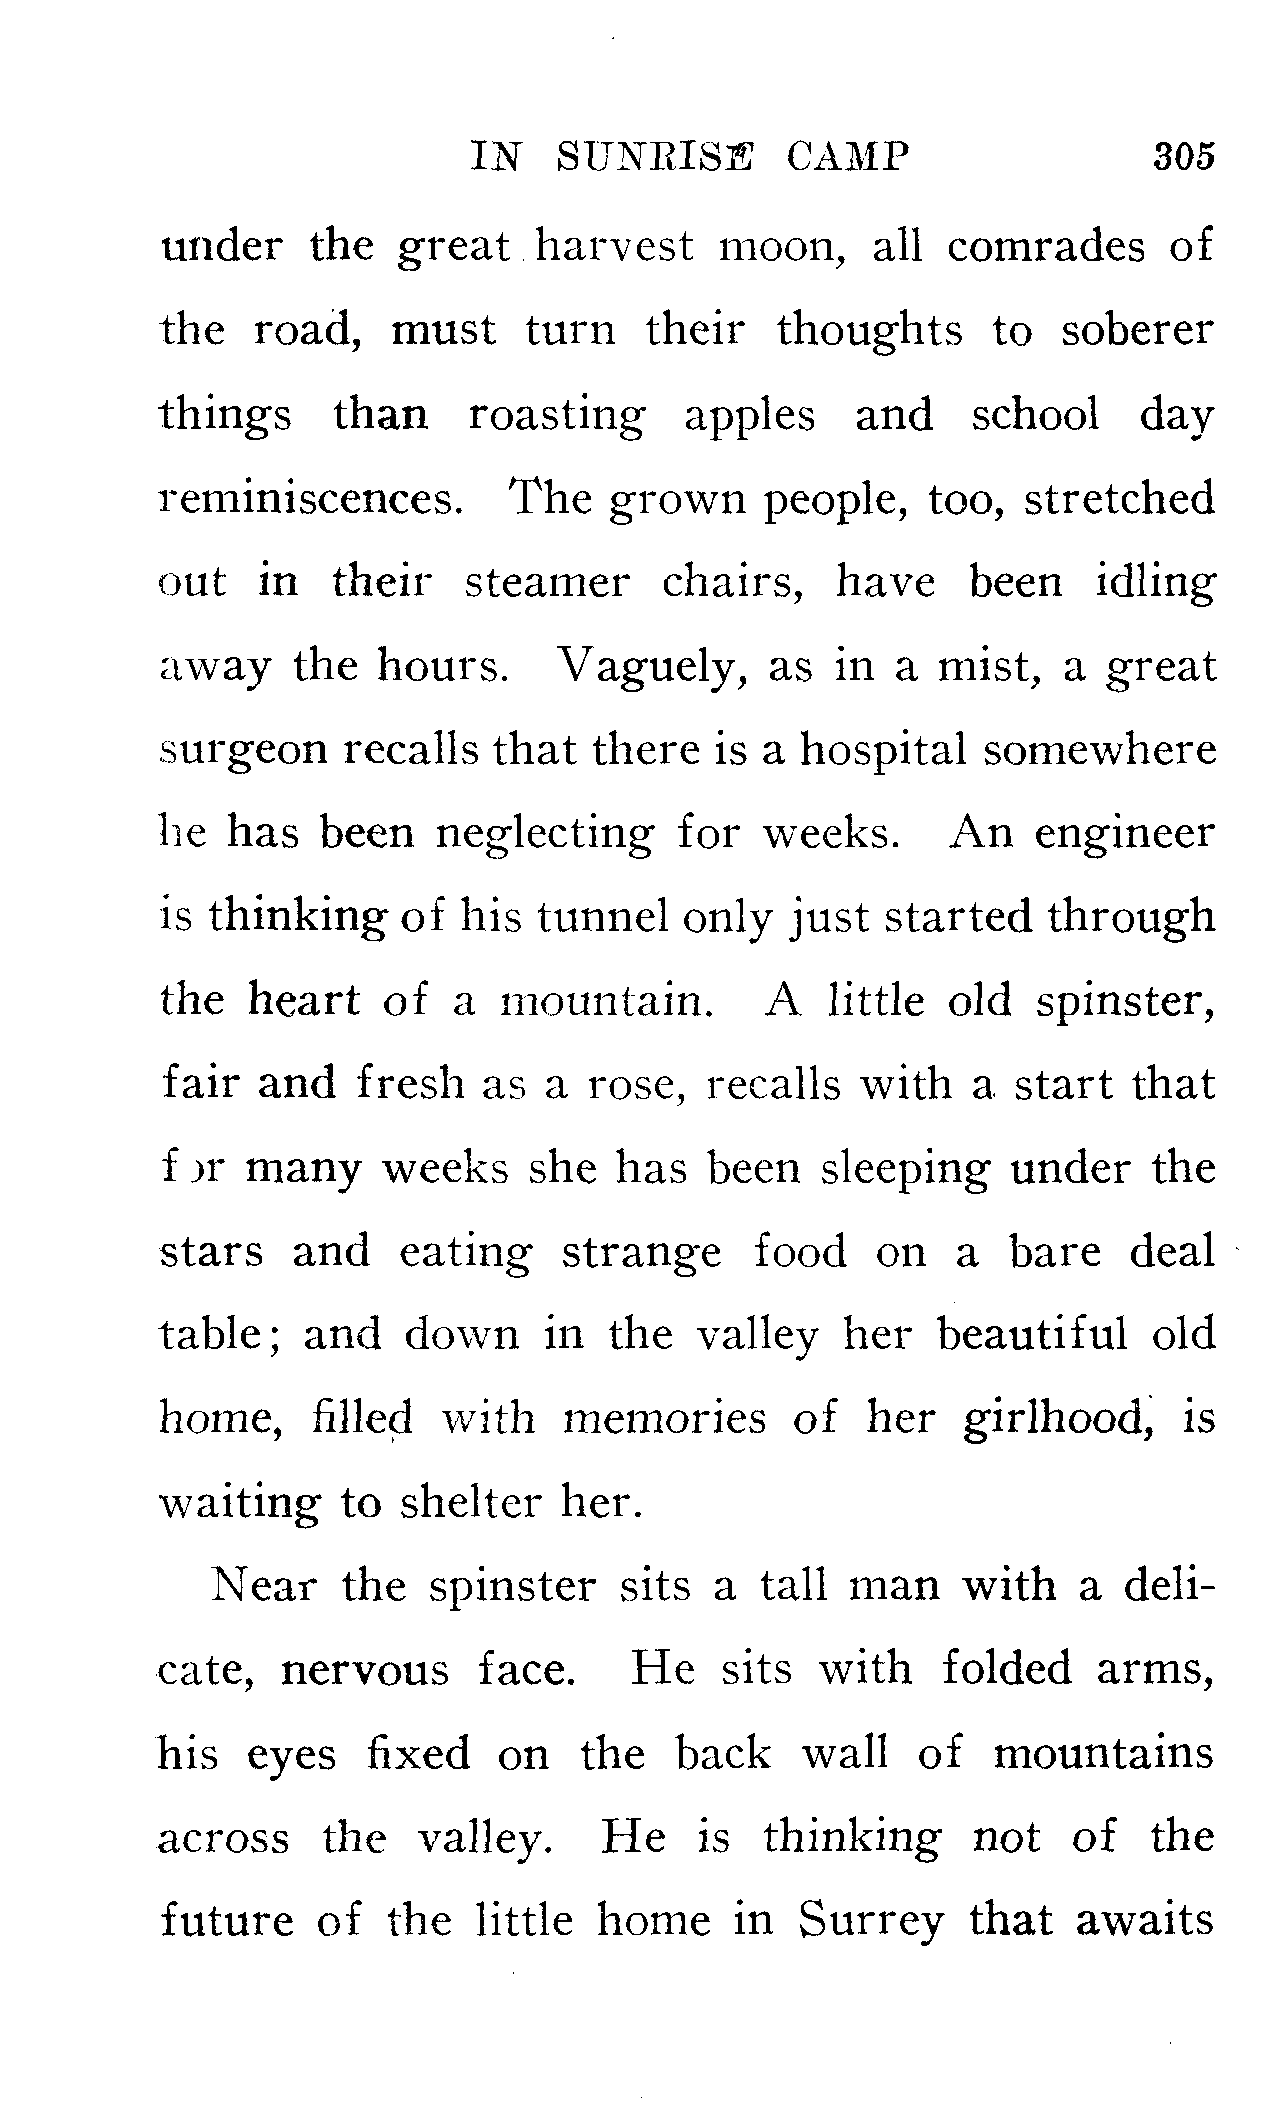 IN SUNRISE CAMP 305
under the great harvest moon, all comrades of
the road, must turn their thoughts to soberer
things than roasting apples and school day
reminiscences. The grown people, too, stretched
out in their steamer chairs, have been idling
away the hours. Vaguely, as in a mist, a great
surgeon recalls that there is a hospital somewhere
he has been neglecting for weeks. An engineer
is thinking of his tunnel only just started through
the heart of a mountain. A little old spinster,
fair and fresh as a rose, recalls with a start that
for many weeks she has been sleeping under the
stars and eating strange food on a bare deal
table; and down in the valley her beautiful old
home, filled with memories of her girlhood, is
waiting to shelter her.
Near the spinster sits a tall man with a deli-
cate, nervous face. He sits with folded arms,
his eyes fixed on the back wall of mountains
across the valley. He is thinking not of the
future of the little home in Surrey that awaits